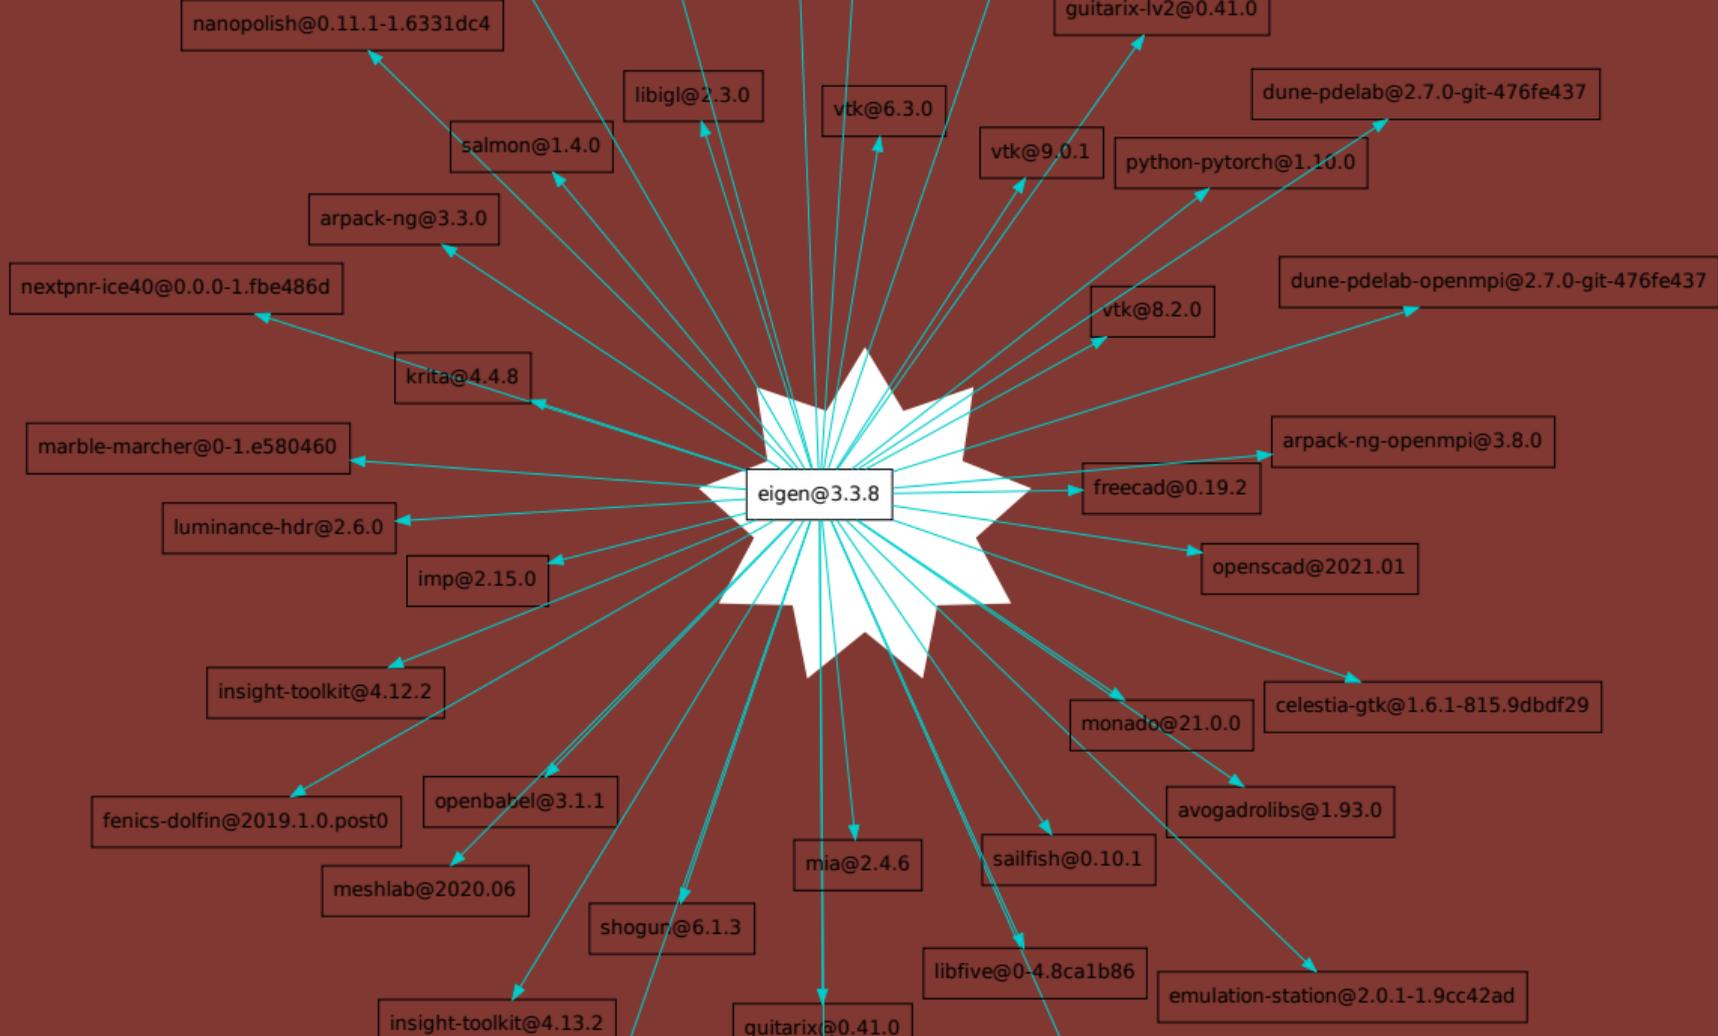 nanopolish@0.11.1-1.6331dc4
guitarix-lv2@0.41.0
libigl@2.3.0
vtk@6.3.0
dune-pdelab@2.7.0-git-476fe437
salmon@1.4.0
vtk@9.0.1
python-pytorch@1.10.0
arpack-ng@3.3.0
nextpnr-ice40@0.0.0-1.fbe486d
dune-pdelab-openmpi@2.7.0-git-476fe437
vtk@8.2.0
krita@4.4.8
marble-marcher@0-1.e580460
arpack-ng-openmpi@3.8.0
eigen@3.3.8
freecad@0.19.2
luminance-hdr@2.6.0
imp@2.15.0
openscad@2021.01
insight-toolkit@4.12.2
monado@21.0.0
celestia-gtk@1.6.1-815.9dbdf29
fenics-dolfin@2019.1.0.post0
openbabel@3.1.1
avogadrolibs@1.93.0
meshlab@2020.06
mia@2.4.6
sailfish@0.10.1
shogun@6.1.3
libfive@0-4.8ca1b86
emulation-station@2.0.1-1.9cc42ad
insight-toolkit@4.13.2
guitarix@0.41.0